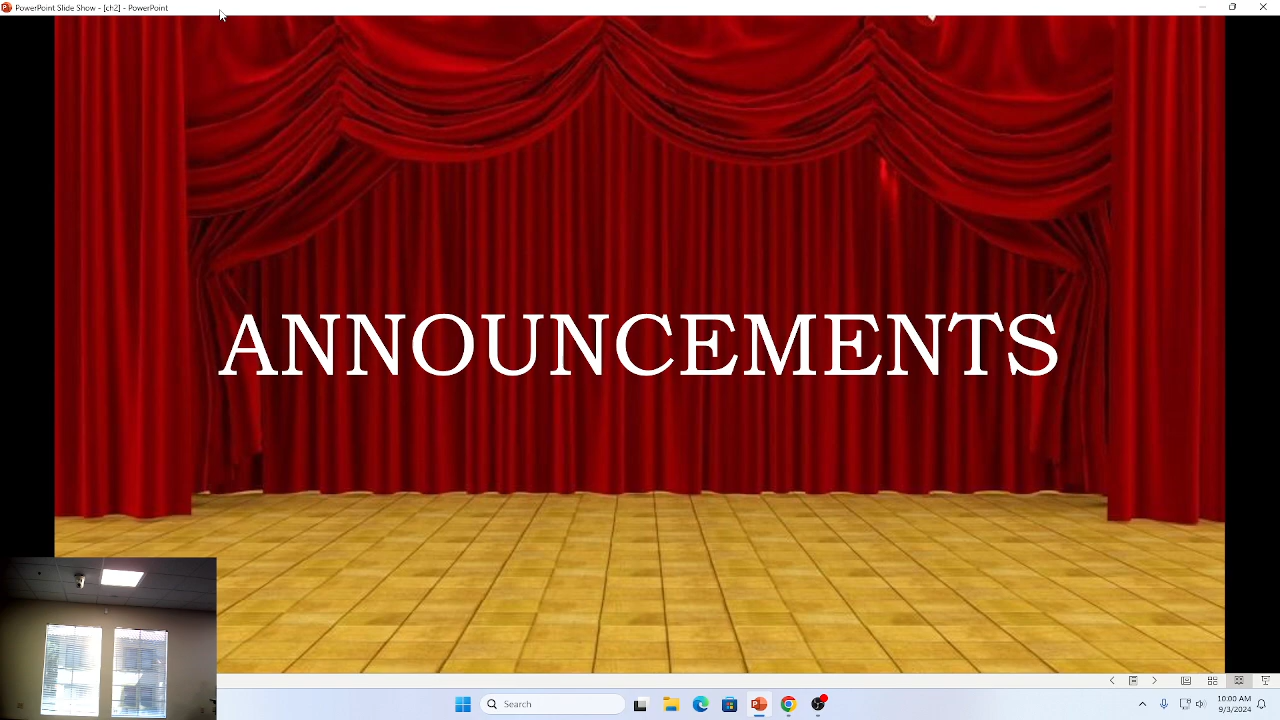 PowerPoint Slide Show - [ch2] - PowerPoint
ANNOUNCEMENTS
Search
10:00 AM
9/3/2024